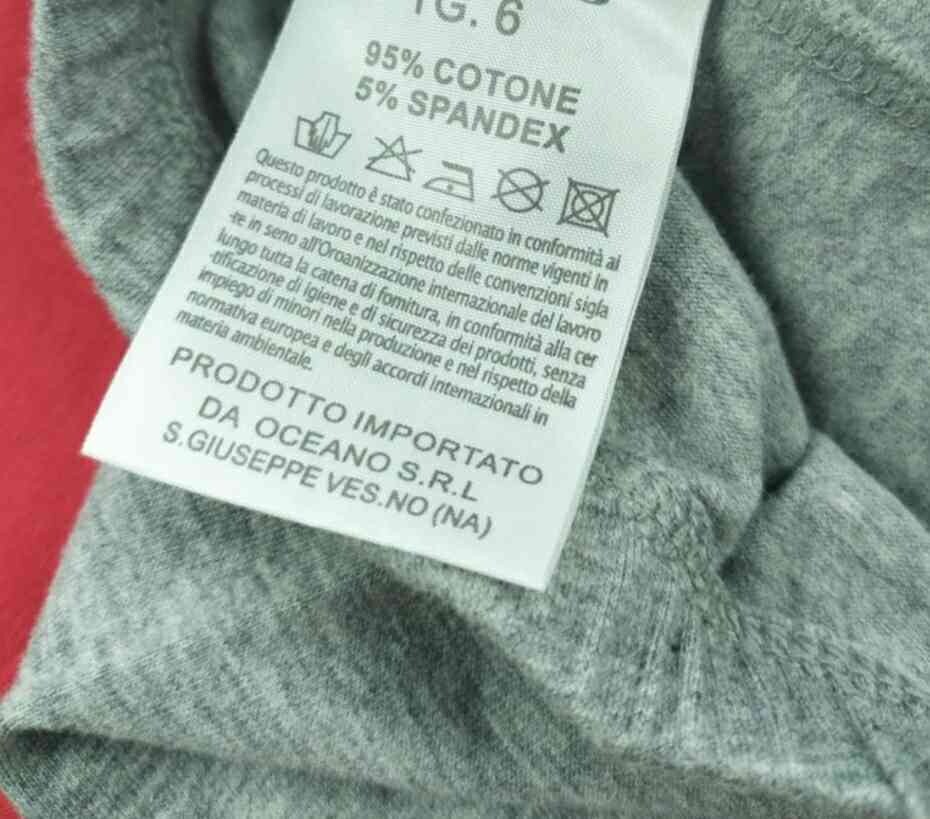 TG. 6
95% COTONE
5% SPANDEX
Questo prodotto è stato confezionato in conformità al
processi di lavorazione previsti dalle norme vigenti in
materia di lavoro e nel rispetto delle convenzioni sigla
-te in seno all'Oroanizzazione internazionale del lavoro
lungo tutta la catena di fornitura, in conformità alla cer
-tificazione di igiene e di sicurezza dei prodotti, senza
impiego di minori nella produzione e nel rispetto della
normativa europea e degli accordi internazionali in
materia ambientale.
PRODOTTO IMPORTATO
DA OCEANO S.R.L
S.GIUSEPPE VES.NO (NA)